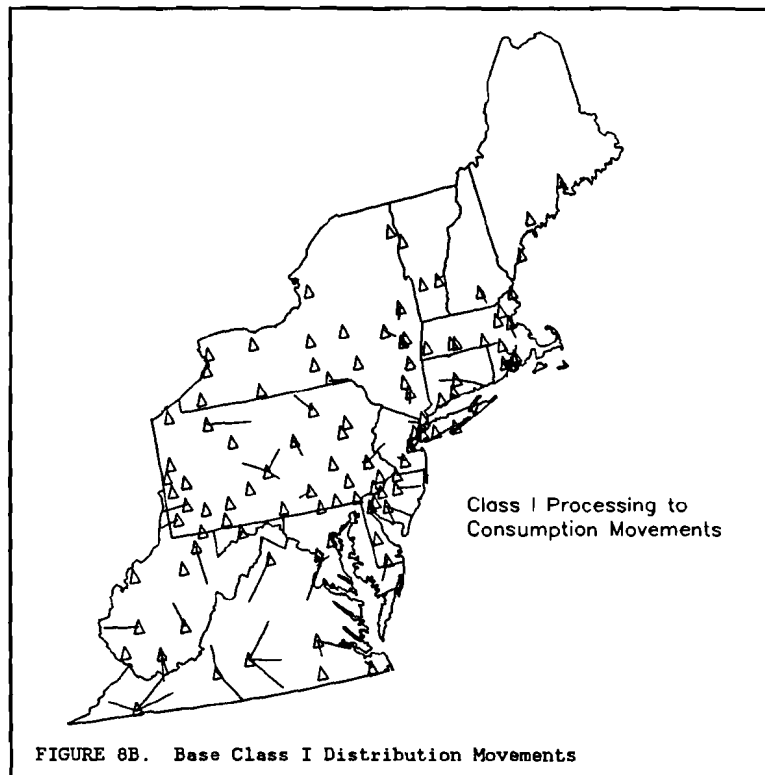 Class I Processing to
Consumption Movements
FIGURE 8B. Base Class I Distribution Movements